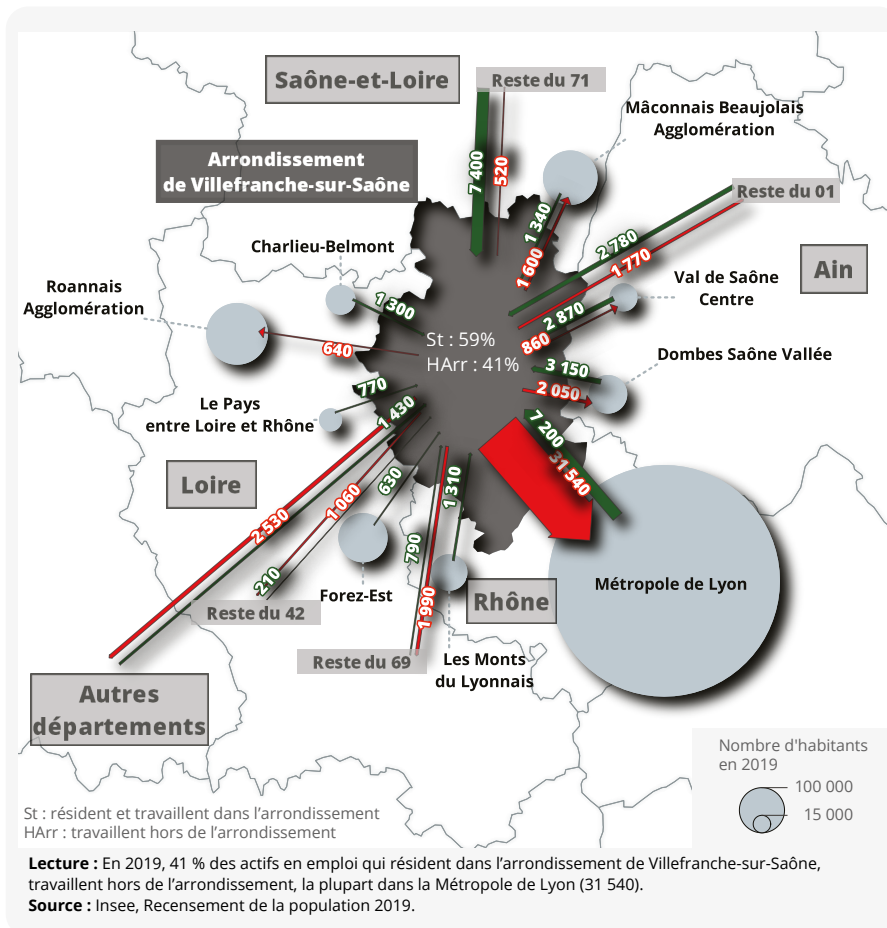 Saône-et-Loire
Reste du 71
Mâconnais Beaujolais
Agglomération
Arrondissement
de Villefranche-sur-Saône
7 400
520
Reste du 01
1 340
1 600
2 780
1 770
Charlieu-Belmont
Ain
Roannais
Agglomération
Val de Saône
Centre
1 300
2 870
860
640
St : 59%
HArr : 41%
Dombes Saône Vallée
3 150
2 050
770
Le Pays
entre Loire et Rhône
1 430
7 200
31 540
Loire
630
1 310
1 060
2 530
790
210
Forez-Est
Métropole de Lyon
Reste du 42
1 990
Rhône
Reste du 69
Les Monts
du Lyonnais
Autres
départements
Nombre d'habitants
en 2019
100 000
15 000
St : résident et travaillent dans l’arrondissement
HArr : travaillent hors de l’arrondissement
Lecture : En 2019, 41 % des actifs en emploi qui résident dans l’arrondissement de Villefranche-sur-Saône,
travaillent hors de l’arrondissement, la plupart dans la Métropole de Lyon (31 540).
Source : Insee, Recensement de la population 2019.